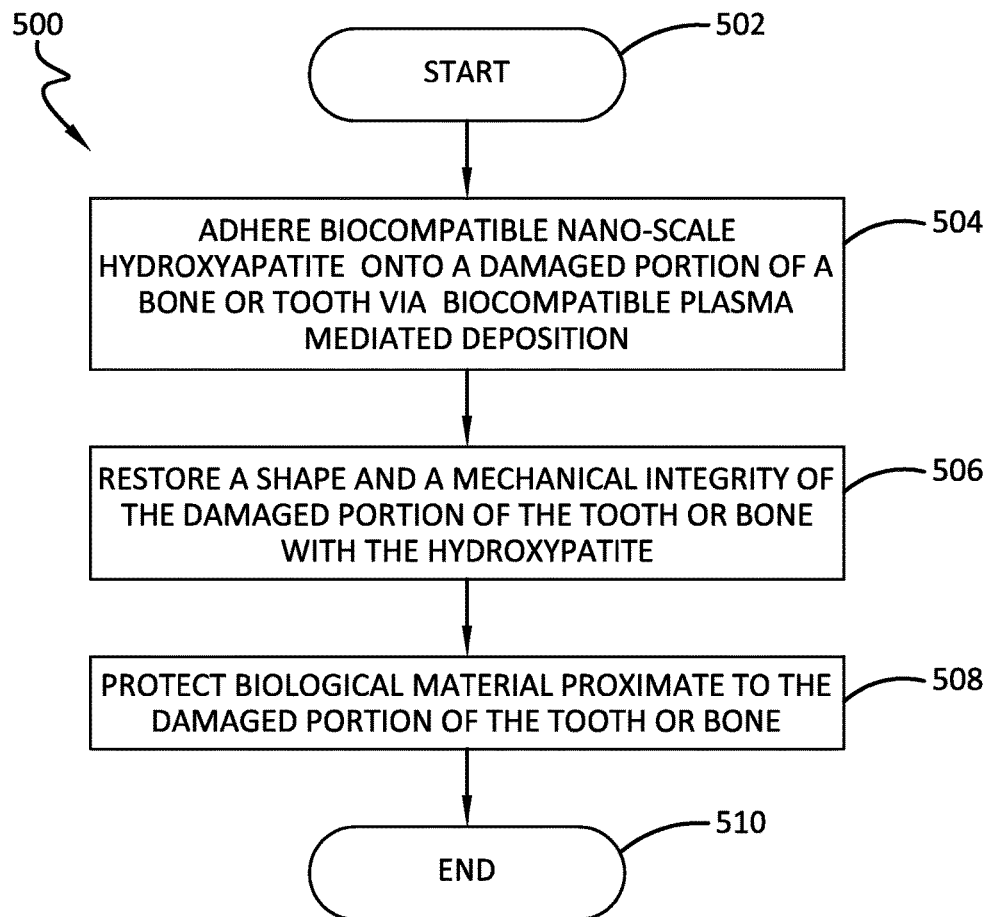 500
502
START
ADHERE BIOCOMPATIBLE NANO-SCALE
504
HYDROXYAPATITE ONTO A DAMAGED PORTION OF A
BONE OR TOOTH VIA BIOCOMPATIBLE PLASMA
MEDIATED DEPOSITION
RESTORE A SHAPE AND A MECHANICAL INTEGRITY OF
506
THE DAMAGED PORTION OF THE TOOTH OR BONE
WITH THE HYDROXYPATITE
PROTECT BIOLOGICAL MATERIAL PROXIMATE TO THE
508
DAMAGED PORTION OF THE TOOTH OR BONE
510
END